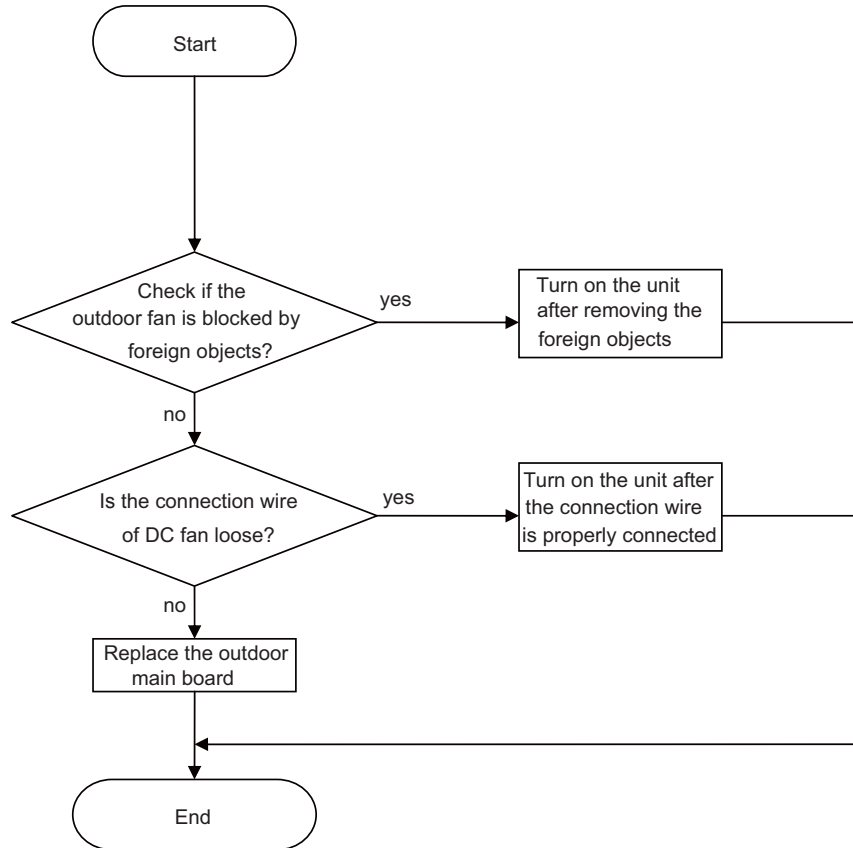 Start
Check if the
outdoor fan is blocked by
foreign objects?
yes
Turn on the unit
after removing the
foreign objects
no
Is the connection wire
of DC fan loose?
yes
Turn on the unit after
the connection wire
is properly connected
no
Replace the outdoor
main board
End